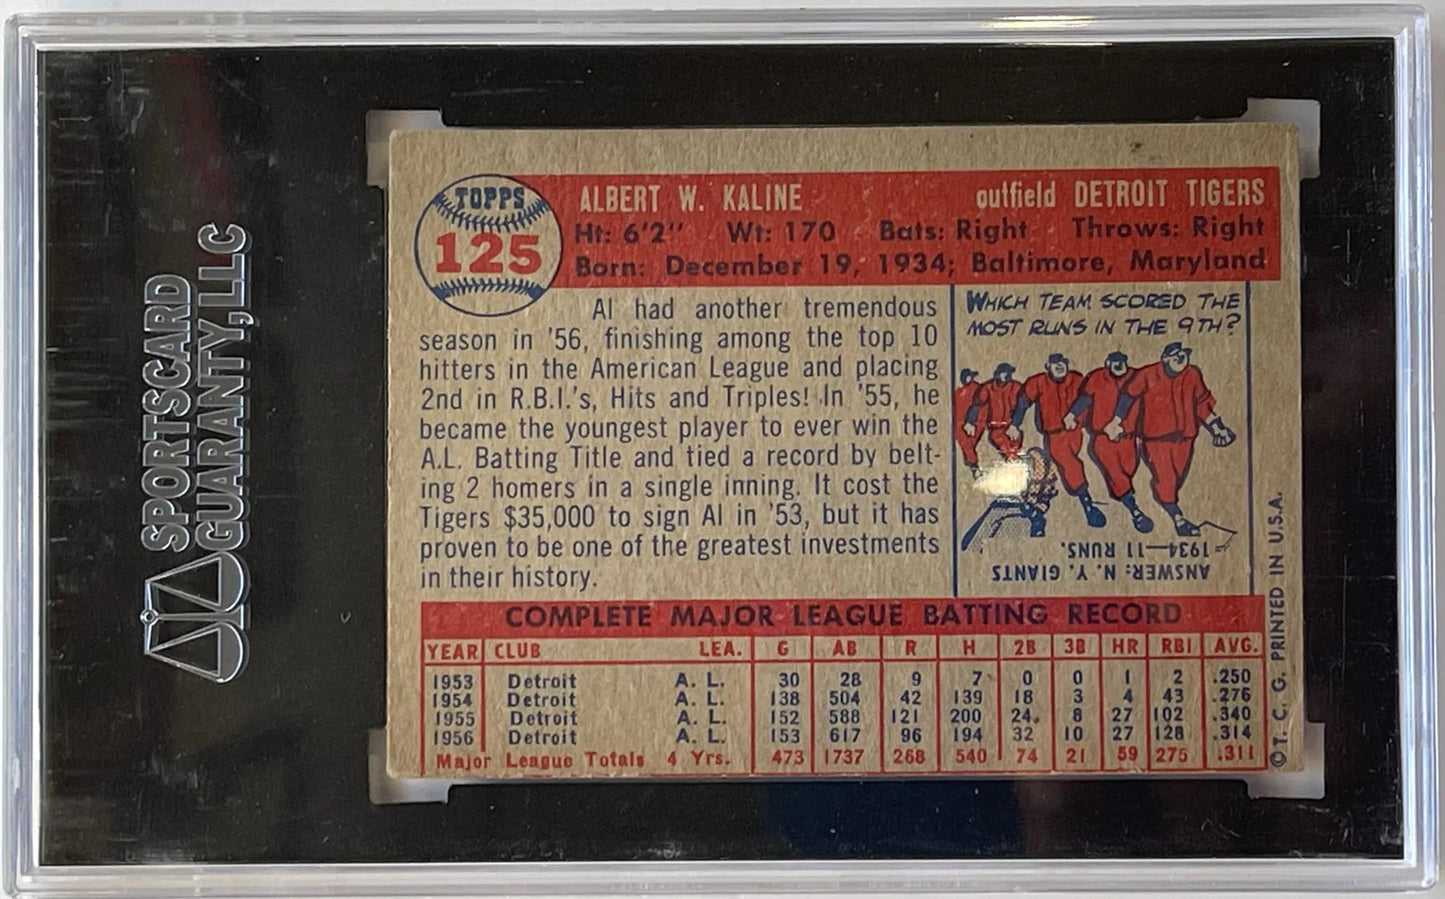 SPORTSCARD
GUARANTY, LLC
TOPPS
125
ALBERT W. KALINE outfield DETROIT TIGERS
Ht: 6'2" Wt: 170 Bats: Right Throws: Right
Born: December 19, 1934; Baltimore, Maryland
Al had another tremendous
season in '56, finishing among the top 10
hitters in the American League and placing
2nd in R.B.I.'s, Hits and Triples! In '55, he
became the youngest player to ever win the
A.L. Batting Title and tied a record by belt-
ing 2 homers in a single inning. It cost the
Tigers $35,000 to sign Al in '53, but it has
proven to be one of the greatest investments
in their history.
WHICH TEAM SCORED THE
MOST RUNS IN THE 9TH?
ANSWER: N. Y. GIANTS
1934—11 RUNS.
COMPLETE MAJOR LEAGUE BATTING RECORD
YEAR CLUB LEA. G AB R H 2B 3B HR RBI AVG.
1953 Detroit A. L. 30 28 9 7 0 0 1 2 .250
1954 Detroit A. L. 138 504 42 139 18 3 4 43 .276
1955 Detroit A. L. 152 588 121 200 24 8 27 102 .340
1956 Detroit A. L. 153 617 96 194 32 10 27 128 .314
Major League Totals 4 Yrs. 473 1737 268 540 74 21 59 275 .311
© T. C. G. PRINTED IN U.S.A.